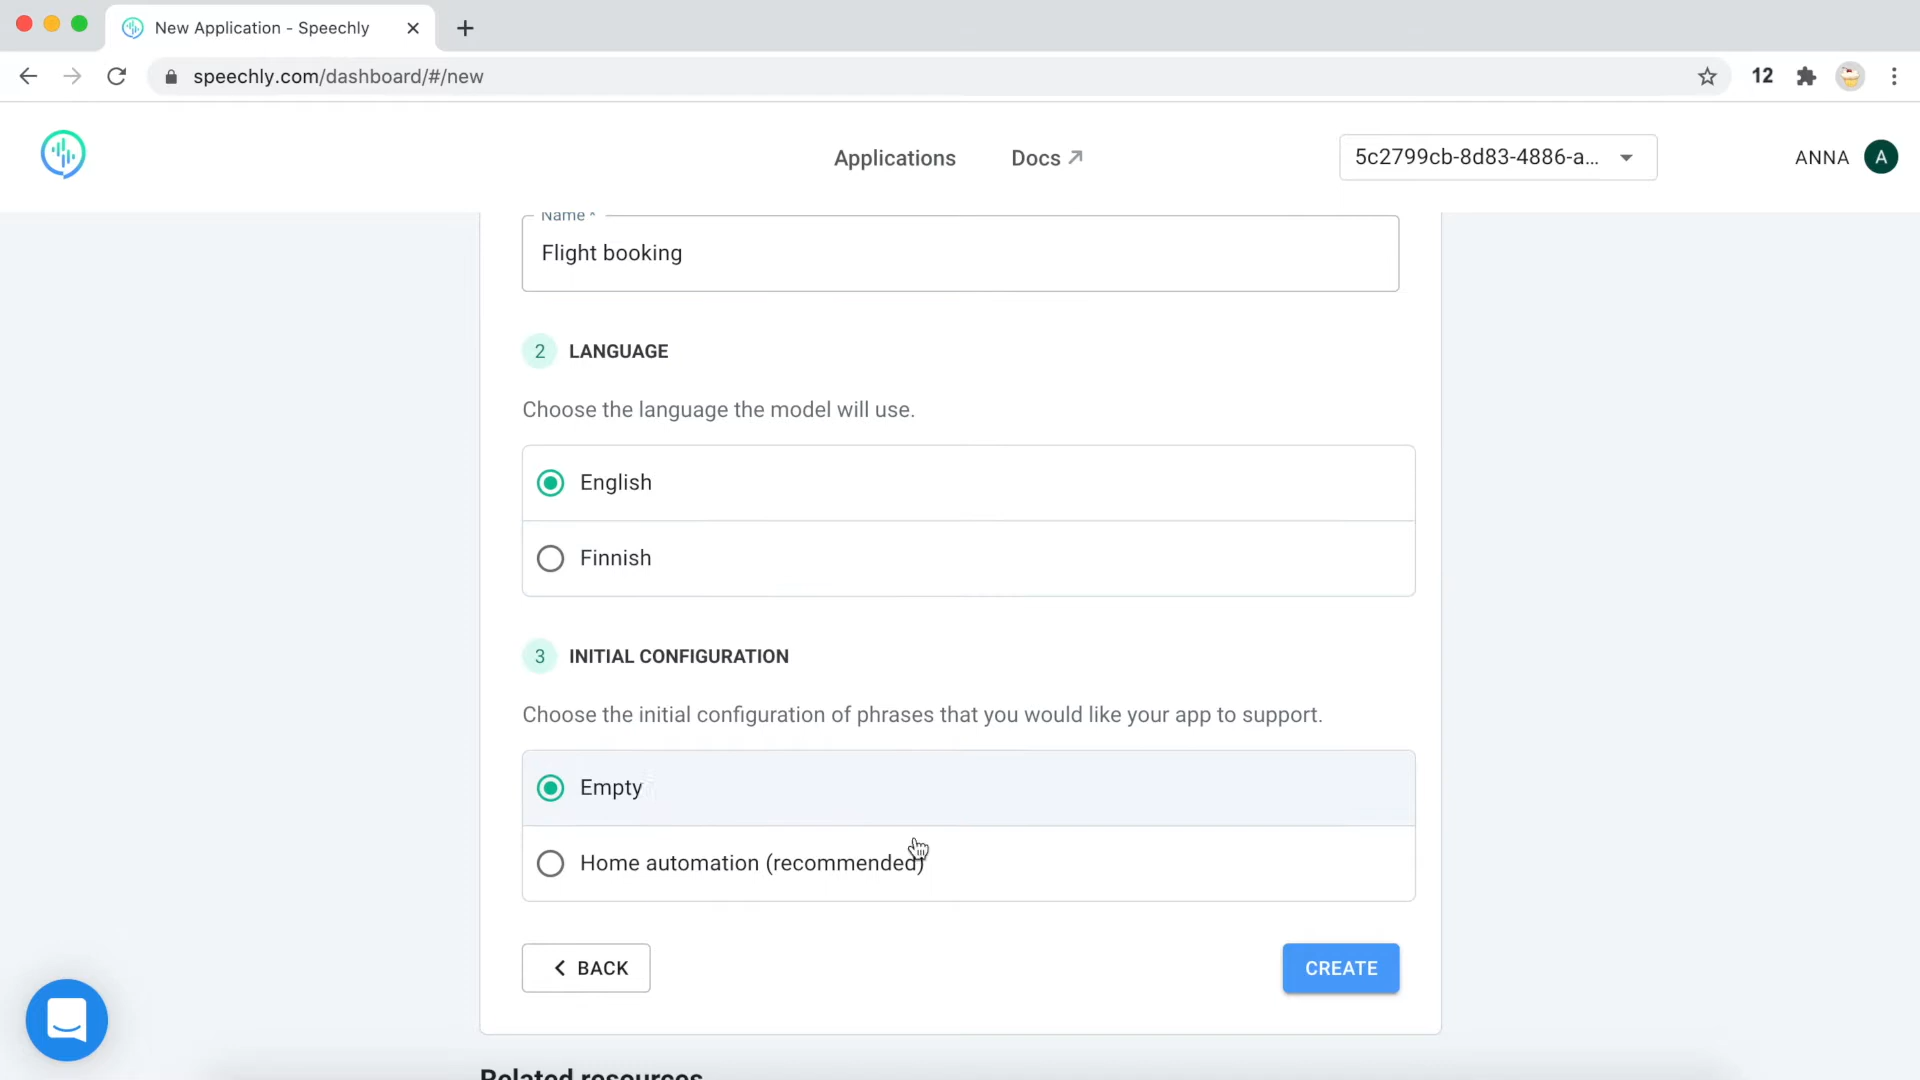 New Application - Speechly
speechly.com/dashboard/#/new
12
Applications
Docs
5c2799cb-8d83-4886-a...
ANNA
A
Name *
Flight booking
2 LANGUAGE
Choose the language the model will use.
English
Finnish
3 INITIAL CONFIGURATION
Choose the initial configuration of phrases that you would like your app to support.
Empty
Home automation (recommended)
BACK
CREATE
Related resources